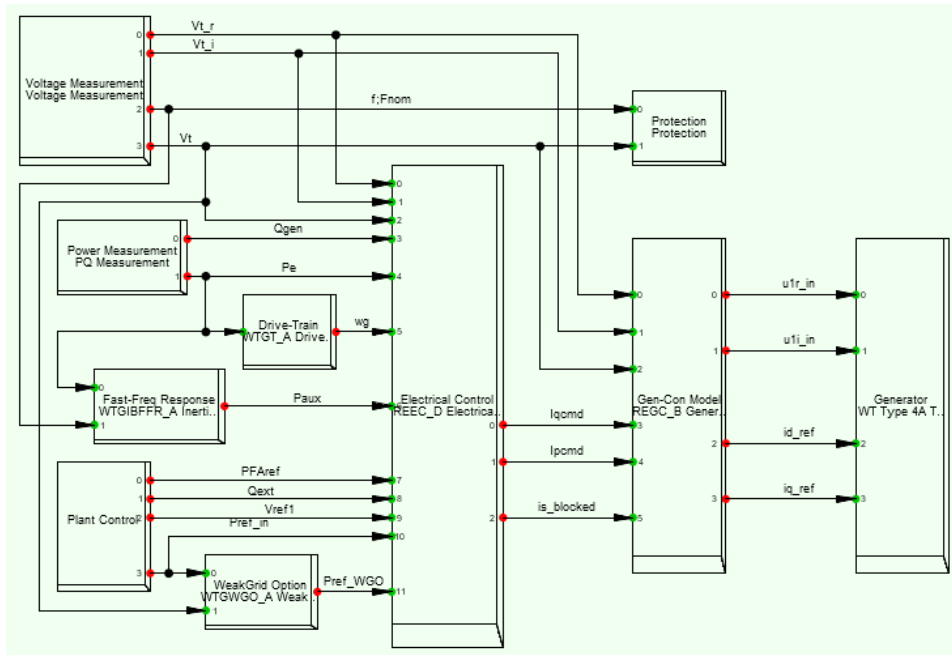 Vt_r
0
Vt_i
1
Voltage Measurement
Voltage Measurement
f;Fnom
2
0
Protection
Protection
Vt
3
1
0
1
2
Qgen
0
3
Power Measurement
PQ Measurement
Pe
1
4
u1r_in
0
0
0
Drive-Train
WTGT_A Drive..
wg
5
1
u1i_in
1
1
2
0
Fast-Freq Response
WTGIBFFR_A Inerti..
1
Paux
6
Electrical Control
REEC_D Electrica..
0
Iqcmd
3
Gen-Con Model
REGC_B Gener..
Generator
WT Type 4A T..
id_ref
2
2
1
Ipcmd
4
PFAref
0
7
iq_ref
3
3
Qext
1
8
Plant Control
2
Vref1
9
2
is_blocked
5
Pref_in
10
3
0
WeakGrid Option
WTGWGO_A Weak ..
1
Pref_WGO
11